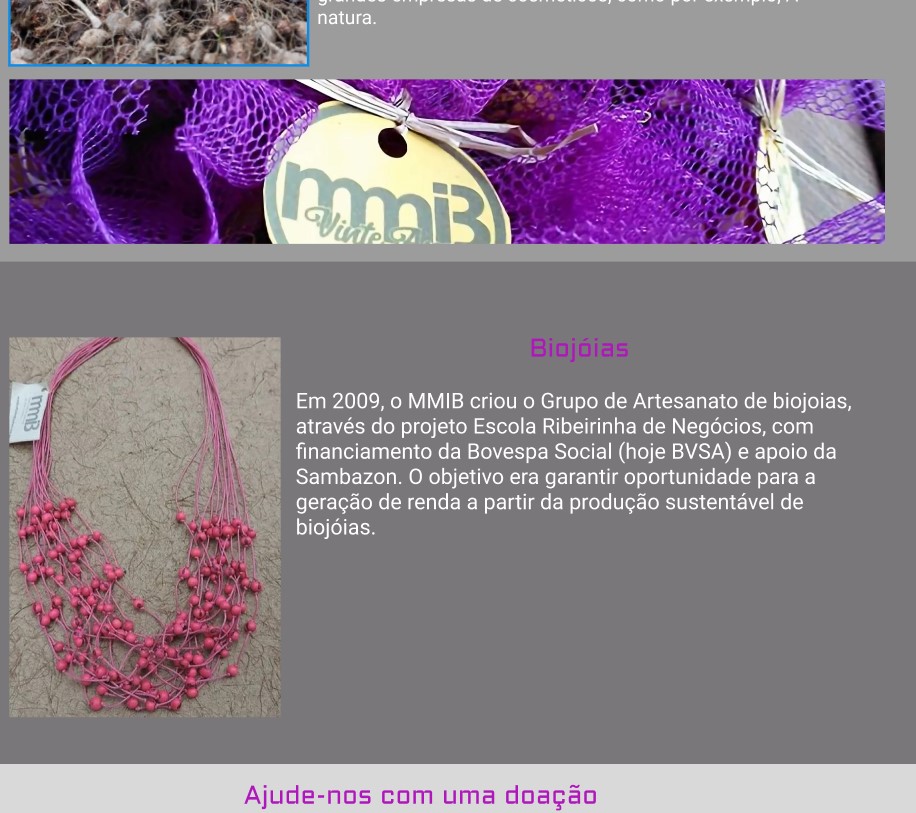 natura.
mmiB
Vinte
mmiB
Biojóias
Em 2009, o MMIB criou o Grupo de Artesanato de biojoias,
através do projeto Escola Ribeirinha de Negócios, com
financiamento da Bovespa Social (hoje BVSA) e apoio da
Sambazon. O objetivo era garantir oportunidade para a
geração de renda a partir da produção sustentável de
biojóias.
Ajude-nos com uma doação